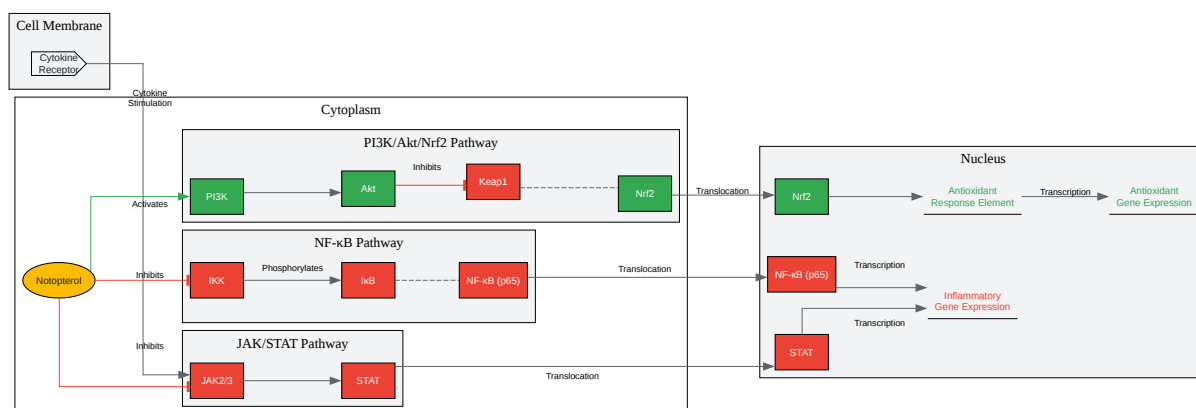 Cell Membrane
Cytokine
Receptor
Cytokine
Stimulation
Cytoplasm
PI3K/Akt/Nrf2 Pathway
PI3K
Akt
Inhibits
Keap1
Nrf2
Activates
Translocation
NF-κB Pathway
Notopterol
Inhibits
IKK
Phosphorylates
IκB
NF-κB (p65)
Translocation
JAK/STAT Pathway
Inhibits
JAK2/3
STAT
Translocation
Nucleus
Nrf2
Antioxidant
Response Element
Transcription
Antioxidant
Gene Expression
NF-κB (p65)
Transcription
Inflammatory
Gene Expression
Transcription
STAT